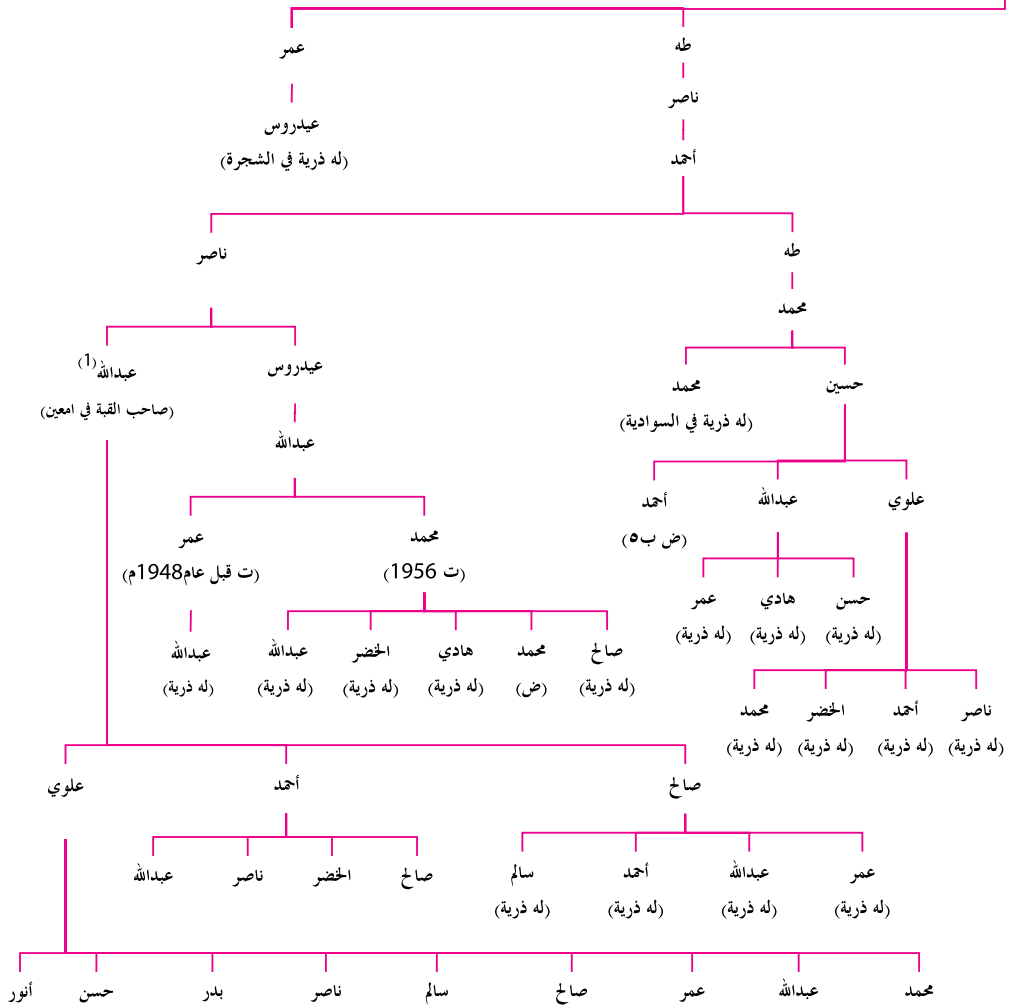 طه
عمر
ناصر
عيدروس
أحمد
(له ذرية في الشجرة)
طه
ناصر
محمد
عيدروس
عبدالله(1)
حسين
محمد
(صاحب القبة في امعين)
(له ذرية في السوادية)
عبدالله
علوي
عبدالله
أحمد
(ض ب٥)
محمد
عمر
(ت 1956)
(ت قبل عام1948م)
حسن
هادي
عمر
(له ذرية)
(له ذرية)
(له ذرية)
صالح
محمد
هادي
الخضر
عبدالله
عبدالله
(له ذرية)
(ض)
(له ذرية)
(له ذرية)
(له ذرية)
(له ذرية)
ناصر
أحمد
الخضر
محمد
(له ذرية)
(له ذرية)
(له ذرية)
(له ذرية)
صالح
أحمد
علوي
عمر
عبدالله
أحمد
سالم
صالح
الخضر
ناصر
عبدالله
(له ذرية)
(له ذرية)
(له ذرية)
(له ذرية)
محمد
عبدالله
عمر
صالح
سالم
ناصر
بدر
حسن
أنور